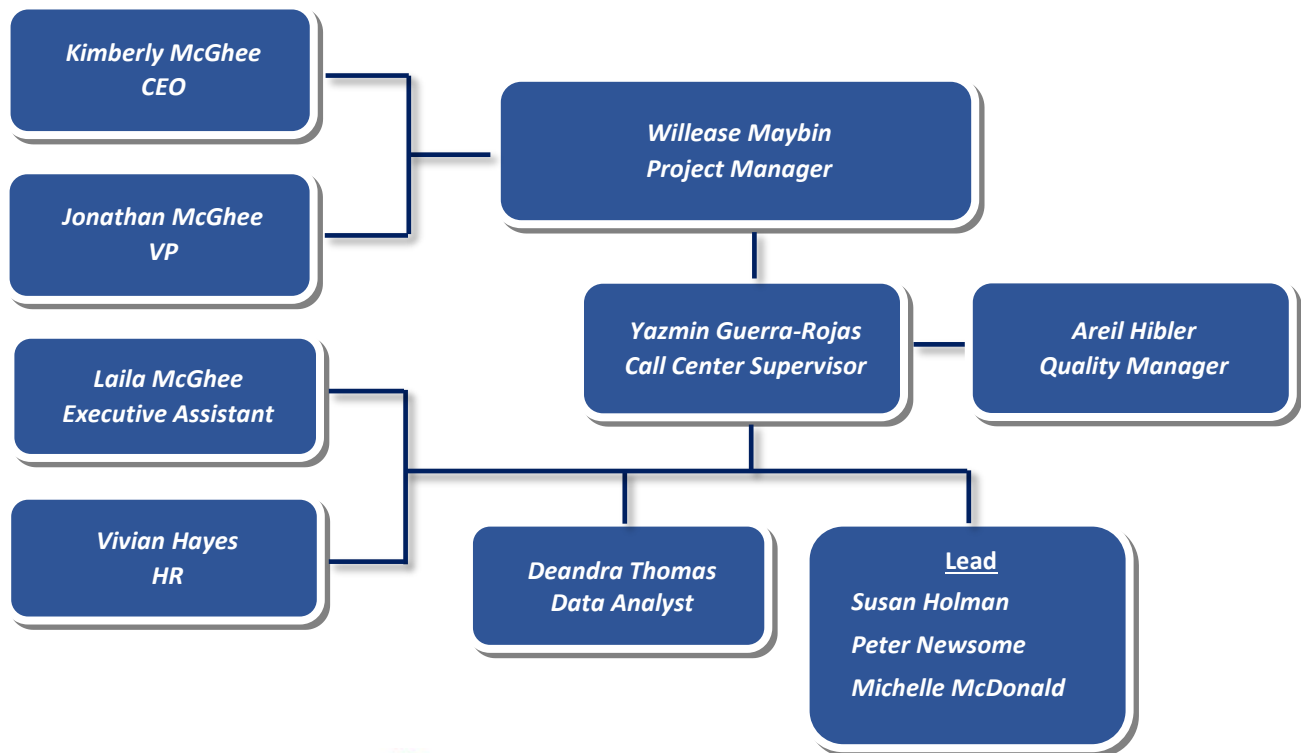 Kimberly McGhee
CEO
Willease Maybin
Project Manager
Jonathan McGhee
VP
Yazmin Guerra-Rojas
Call Center Supervisor
Areil Hibler
Quality Manager
Laila McGhee
Executive Assistant
Vivian Hayes
HR
Deandra Thomas
Data Analyst
Lead
Susan Holman
Peter Newsome
Michelle McDonald